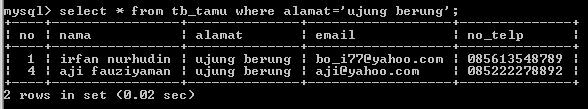 mysql> select * from tb_tamu where alamat='ujung berung';
+----+----------------+--------------+------------------+--------------+
| no | nama           | alamat       | email            | no_telp      |
+----+----------------+--------------+------------------+--------------+
|  1 | irfan nurhudin | ujung berung | bo_i77@yahoo.com | 085613548789 |
|  4 | aji fauziyaman | ujung berung | aji@yahoo.com    | 085222278892 |
+----+----------------+--------------+------------------+--------------+
2 rows in set (0.02 sec)